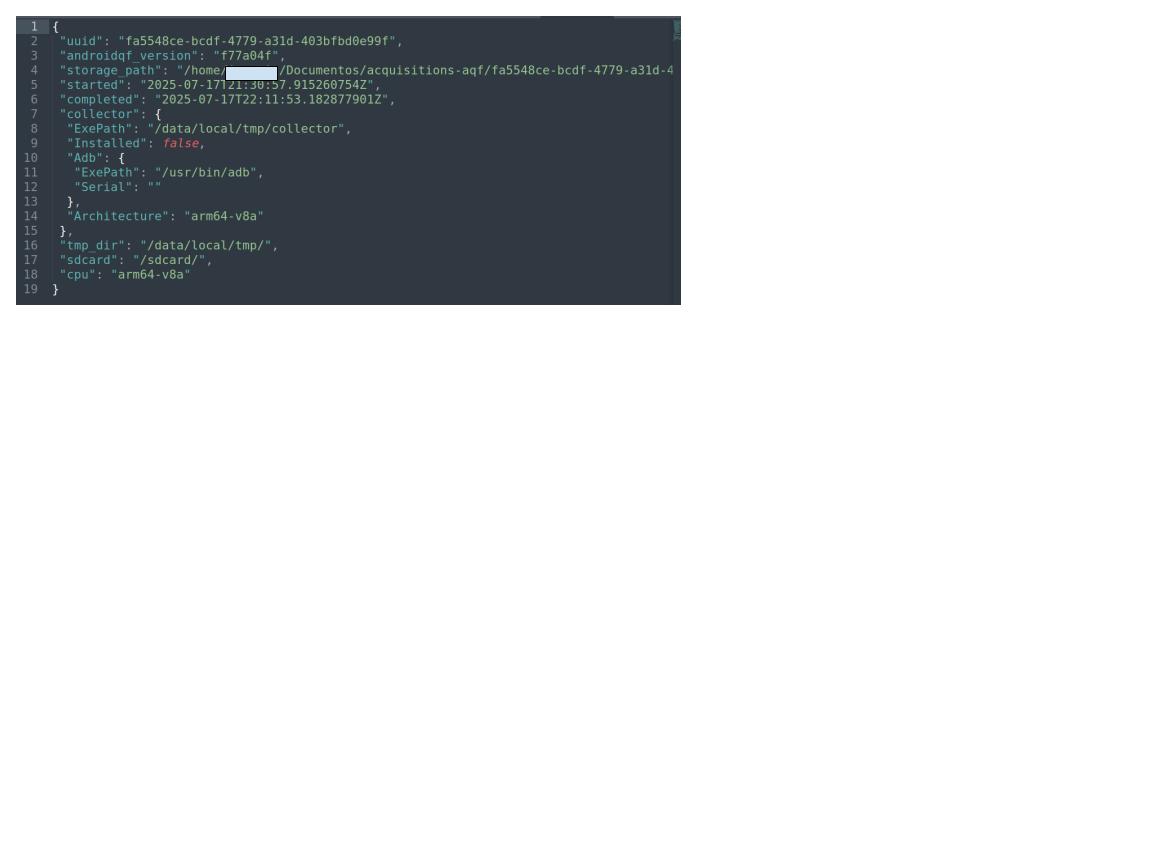 1 {
2 "uuid": "fa5548ce-bcdf-4779-a31d-403bfbd0e99f",
3 "androidqf_version": "f77a04f",
4 "storage_path": "/home/ /Documentos/acquisitions-aqf/fa5548ce-bcdf-4779-a31d-4
5 "started": "2025-07-17T21:30:57.915260754Z",
6 "completed": "2025-07-17T22:11:53.182877901Z",
7 "collector": {
8 "ExePath": "/data/local/tmp/collector",
9 "Installed": false,
10 "Adb": {
11 "ExePath": "/usr/bin/adb",
12 "Serial": ""
13 },
14 "Architecture": "arm64-v8a"
15 },
16 "tmp_dir": "/data/local/tmp/",
17 "sdcard": "/sdcard/",
18 "cpu": "arm64-v8a"
19 }